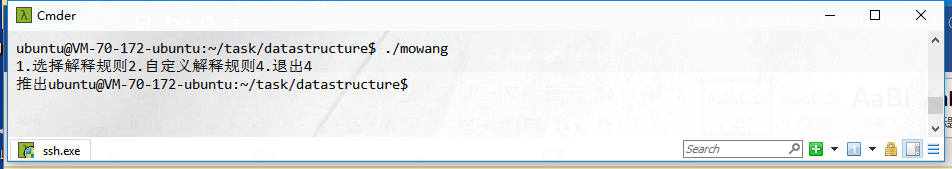 Cmder
ubuntu@VM-70-172-ubuntu:~/task/datastructure$ ./mowang
1.选择解释规则2.自定义解释规则4.退出4
推出ubuntu@VM-70-172-ubuntu:~/task/datastructure$
ssh.exe
Search